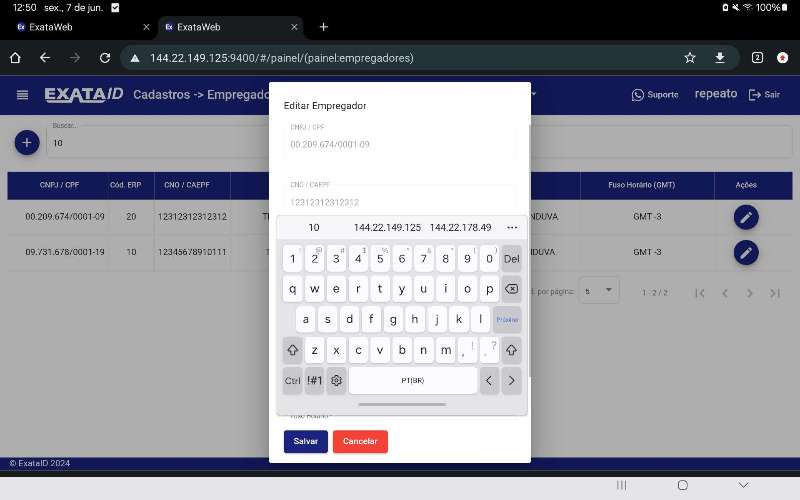 12:50 sex., 7 de jun. 100%
ExataWeb
ExataWeb
144.22.149.125:9400/#/painel/(painel:empregadores)
2
EXATAID Cadastros -> Empregado
Suporte repeato Sair
Editar Empregador
Buscar..
10
CNPJ / CPF
00.209.674/0001-09
CNO / CAEPF
12312312312312
CNPJ / CPF Cód. ERP CNO / CAEPF Fuso Horário (GMT) Ações
00.209.674/0001-09 20 12312312312312 NDUVA GMT -3
09.731.678/0001-19 10 12345678910111 NDUVA GMT -3
por página: 5 1 - 2 / 2
10 144.22.149.125 144.22.178.49 ...
1 2 3 4 5 6 7 8 9 0 Del
q w e r t y u i o p
a s d f g h j k l Próximo
z x c v b n m , ! . ?
Ctrl !#1 PT(BR) < >
Fuso Horário *
Salvar Cancelar
© ExataID 2024